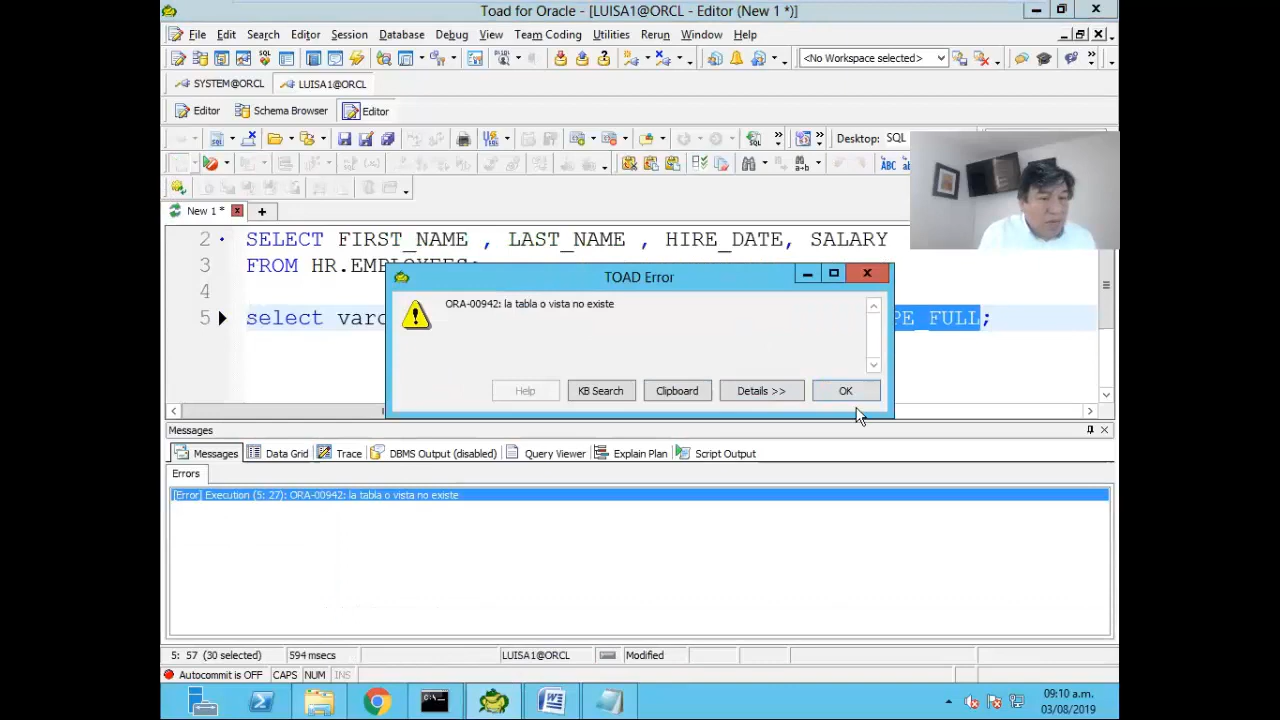 Toad for Oracle - [LUISA1@ORCL - Editor (New 1 *)]
File Edit Search Editor Session Database Debug View Team Coding Utilities Rerun Window Help
<No Workspace selected>
SYSTEM@ORCL LUISA1@ORCL
Editor Schema Browser Editor
Desktop: SQL
New 1 *
2 SELECT FIRST_NAME , LAST_NAME , HIRE_DATE, SALARY
3 FROM HR.EMPLOYEES;
TOAD Error
4
ORA-00942: la tabla o vista no existe
5 select varc PE_FULL;
Help KB Search Clipboard Details >> OK
Messages
Messages Data Grid Trace DBMS Output (disabled) Query Viewer Explain Plan Script Output
Errors
[Error] Execution (5: 27): ORA-00942: la tabla o vista no existe
5: 57 (30 selected) 594 msecs LUISA1@ORCL Modified
Autocommit is OFF CAPS NUM INS
09:10 a.m.
03/08/2019